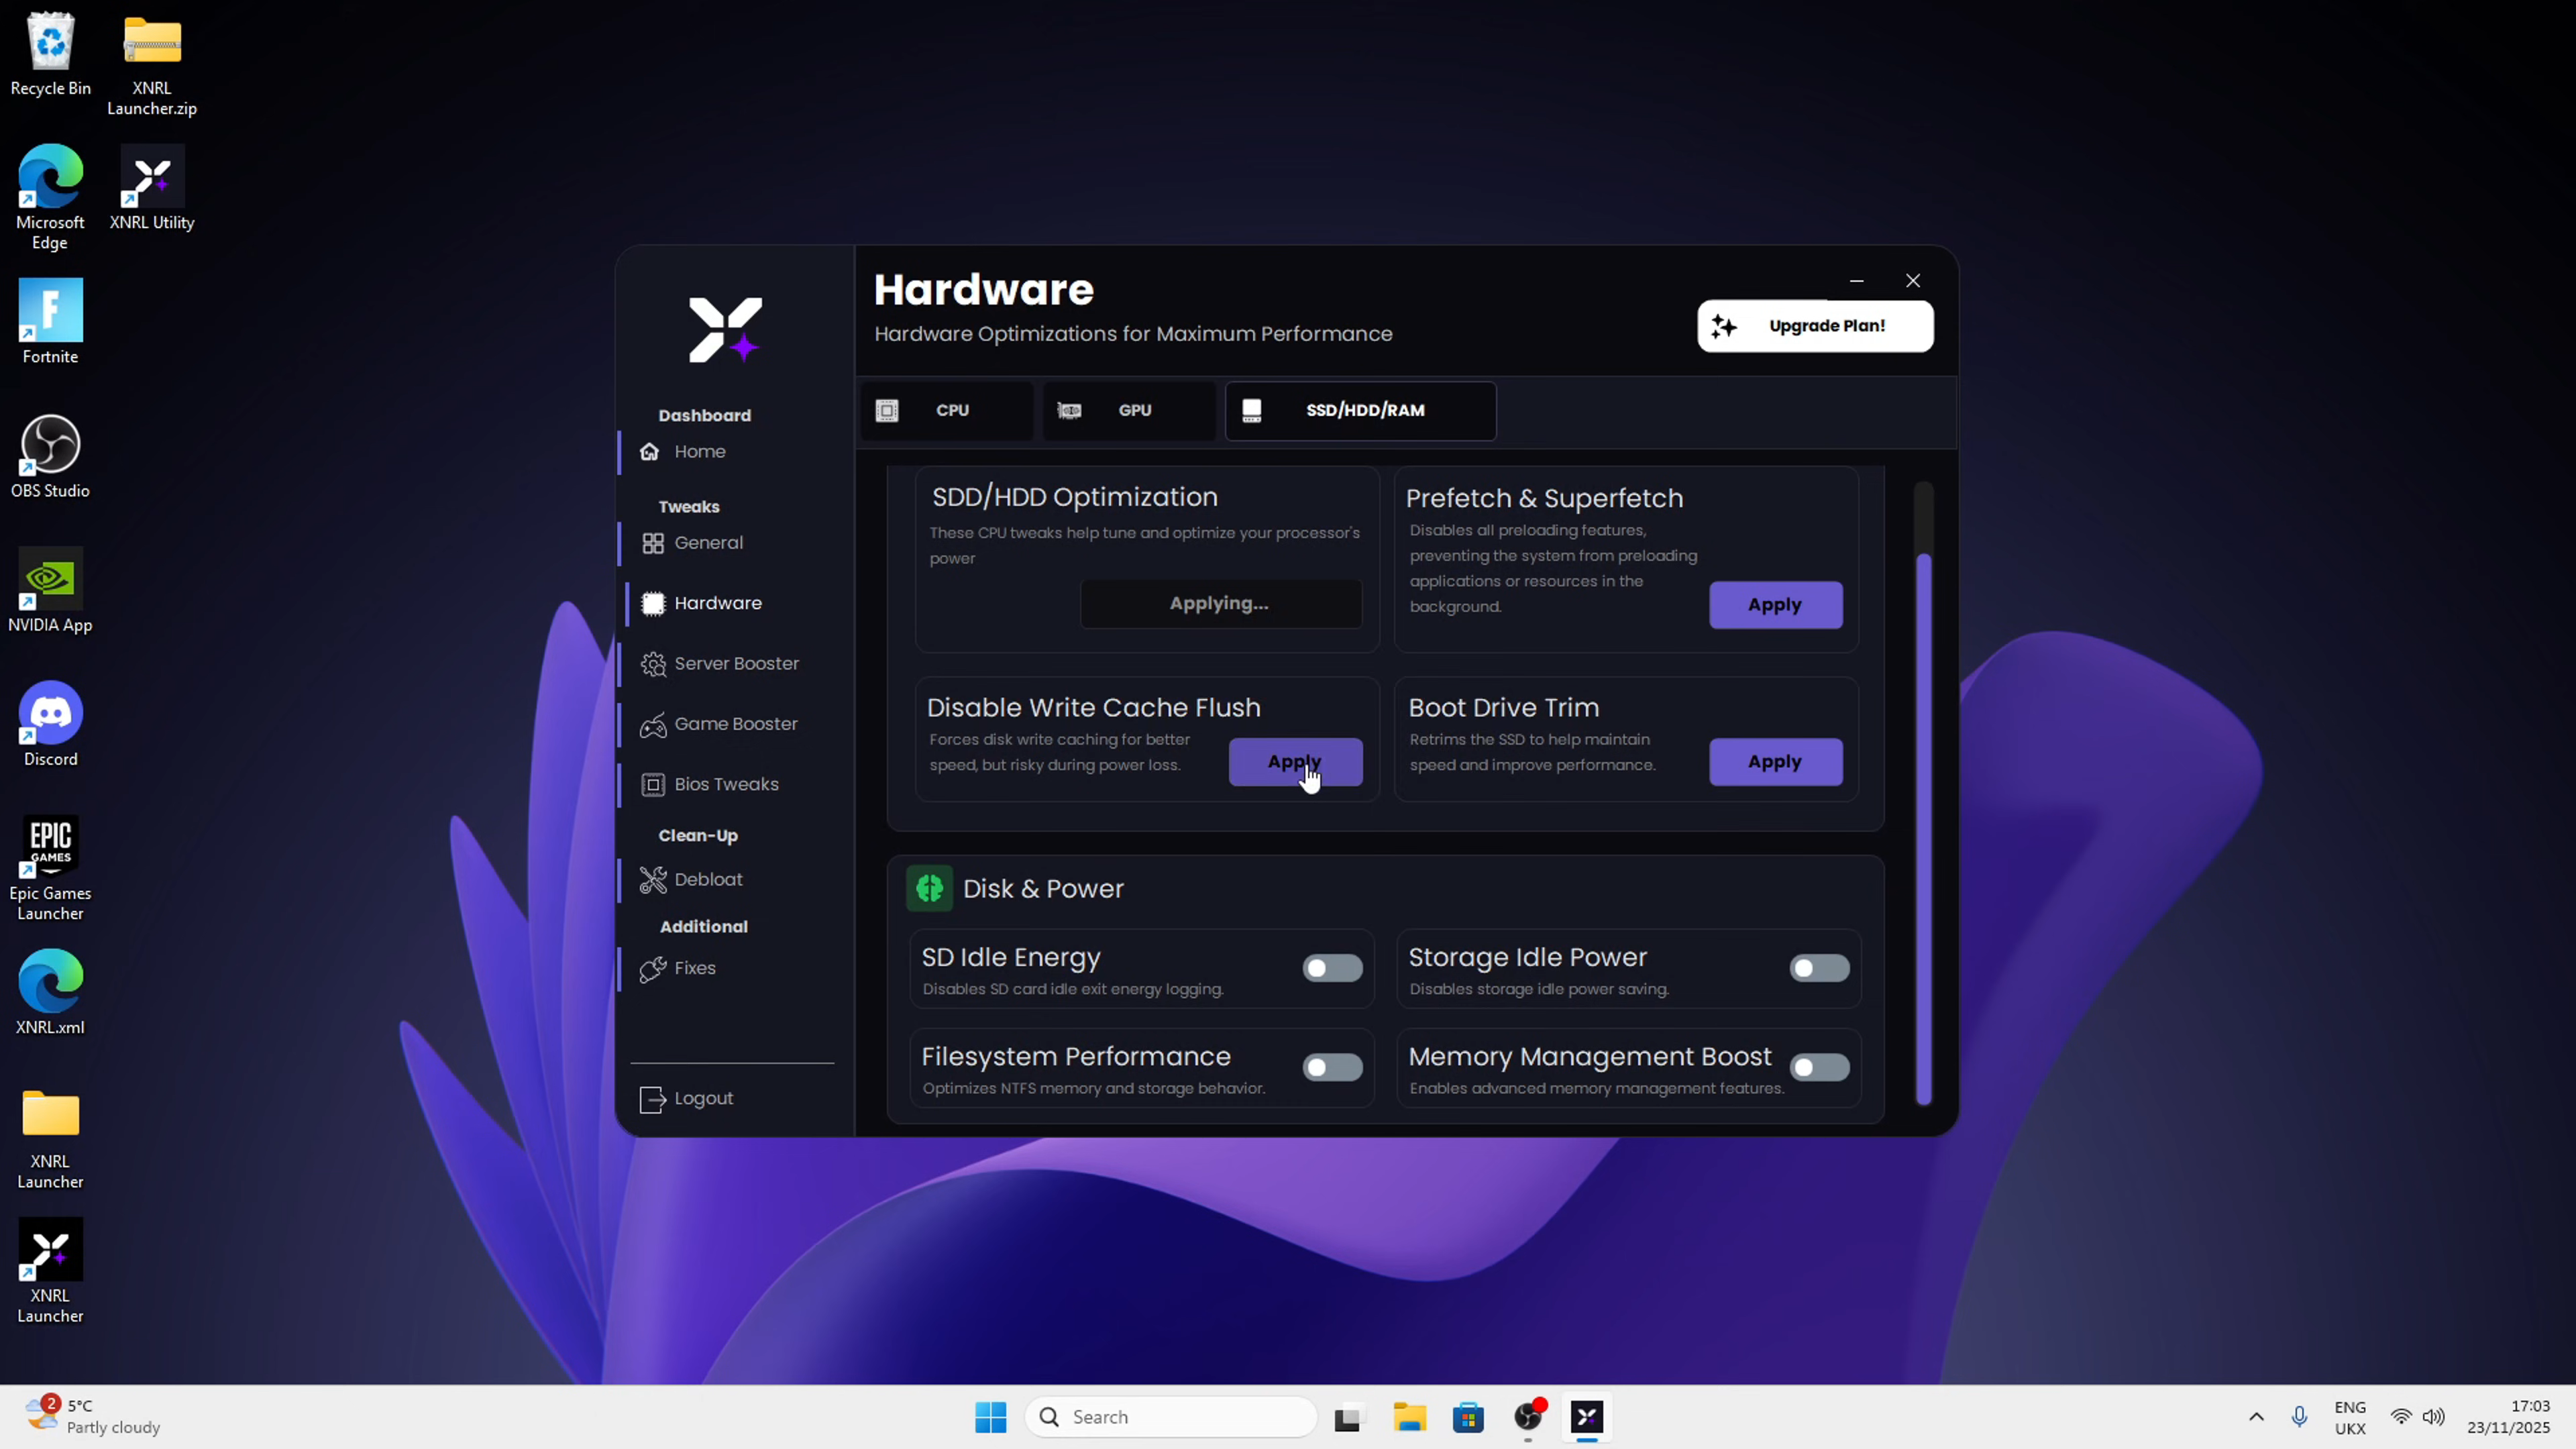 Recycle Bin
XNRL
Launcher.zip
Microsoft
Edge
XNRL Utility
Fortnite
OBS Studio
NVIDIA App
Discord
EPIC
GAMES
Epic Games
Launcher
XNRL.xml
XNRL
Launcher
XNRL
Launcher
Dashboard
Home
Tweaks
General
Hardware
Server Booster
Game Booster
Bios Tweaks
Clean-Up
Debloat
Additional
Fixes
Logout
Hardware
Hardware Optimizations for Maximum Performance
Upgrade Plan!
CPU
GPU
SSD/HDD/RAM
SDD/HDD Optimization
These CPU tweaks help tune and optimize your processor's
power
Applying...
Prefetch & Superfetch
Disables all preloading features,
preventing the system from preloading
applications or resources in the
background.
Apply
Disable Write Cache Flush
Forces disk write caching for better
speed, but risky during power loss.
Apply
Boot Drive Trim
Retrims the SSD to help maintain
speed and improve performance.
Apply
Disk & Power
SD Idle Energy
Disables SD card idle exit energy logging.
Storage Idle Power
Disables storage idle power saving.
Filesystem Performance
Optimizes NTFS memory and storage behavior.
Memory Management Boost
Enables advanced memory management features.
2
5°C
Partly cloudy
Search
ENG
UKX
17:03
23/11/2025